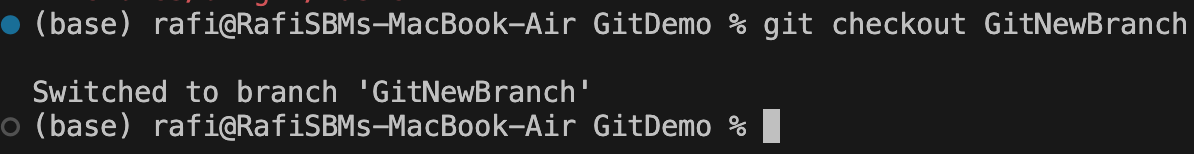 (base) rafi@RafiSBMs-MacBook-Air GitDemo % git checkout GitNewBranch
Switched to branch 'GitNewBranch'
(base) rafi@RafiSBMs-MacBook-Air GitDemo %